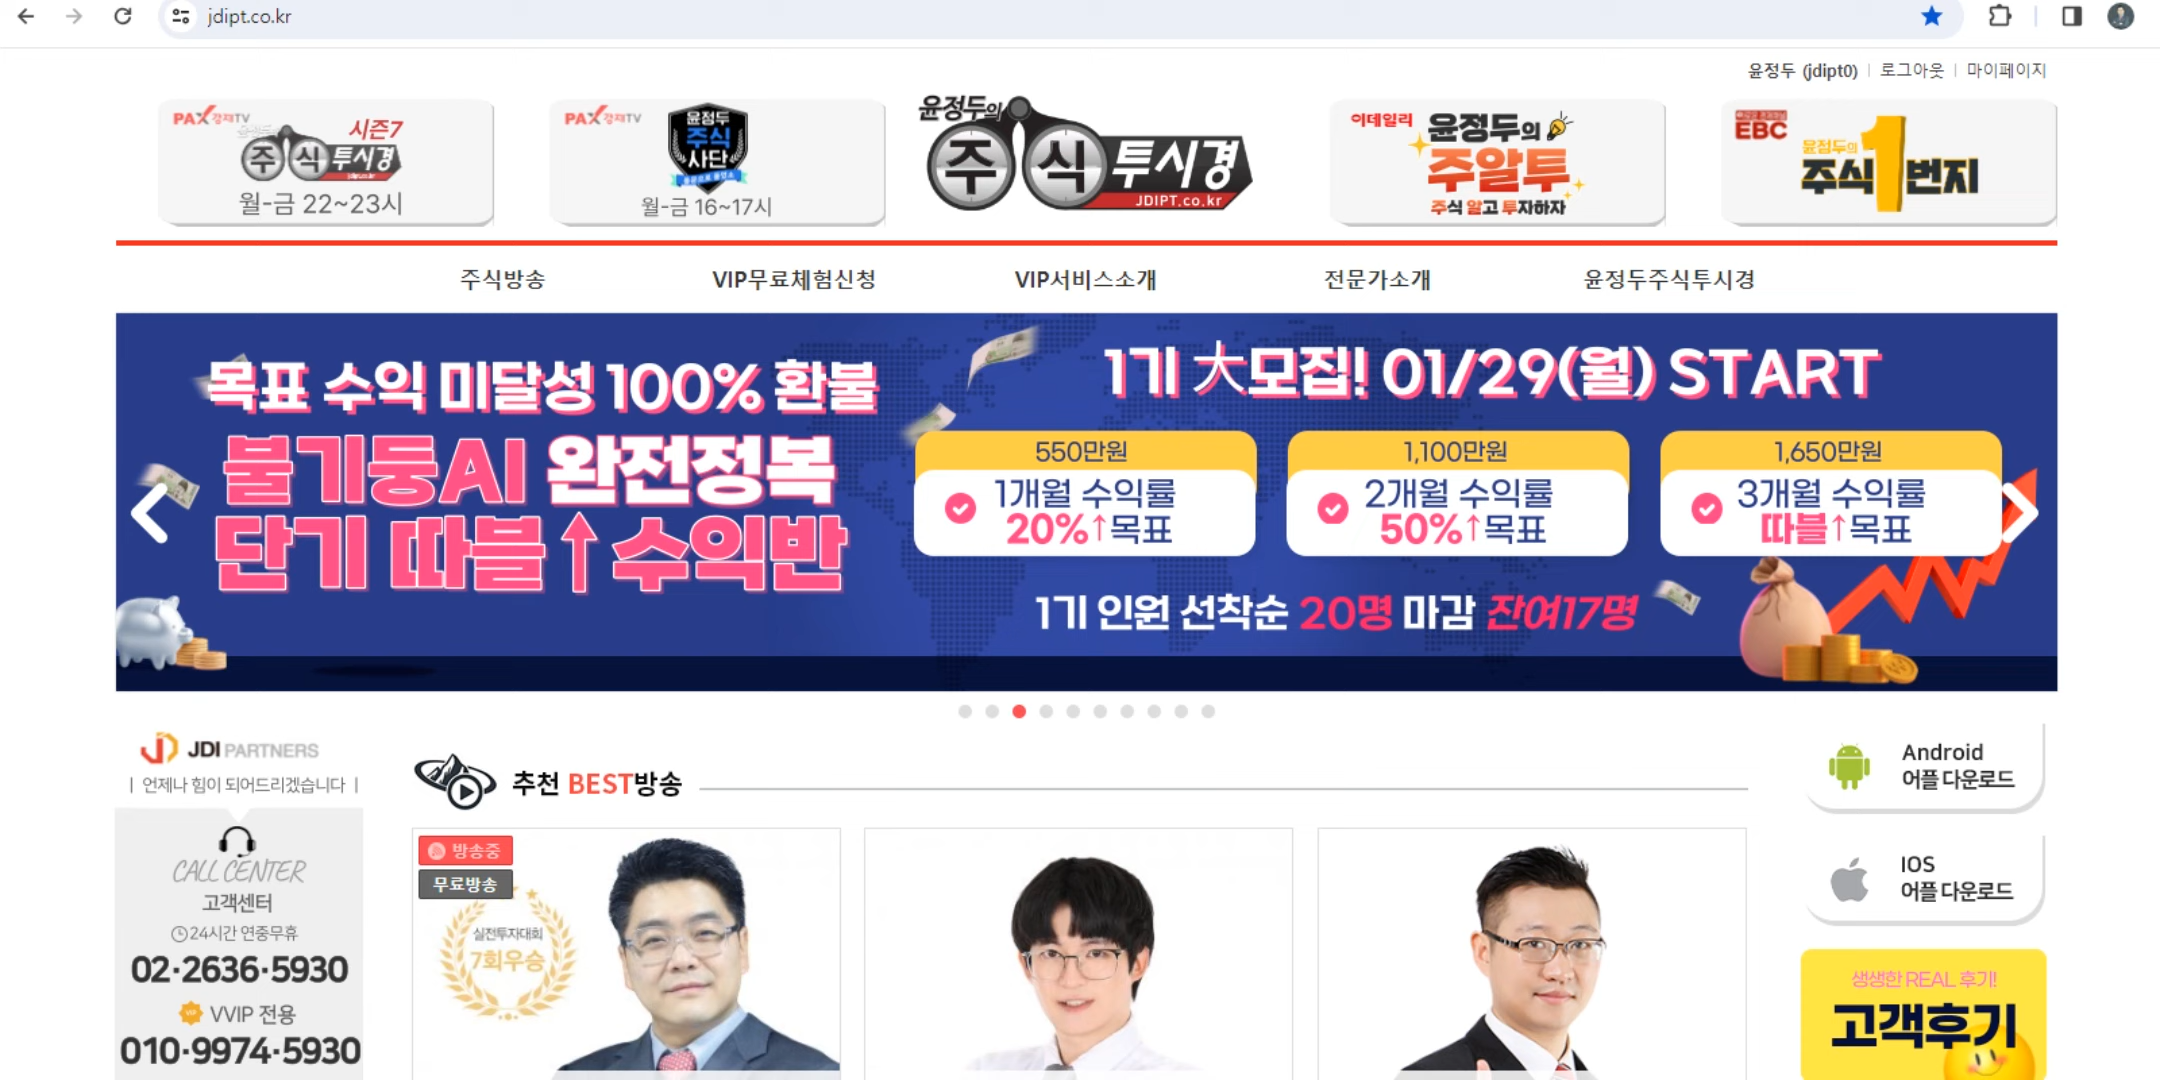 jdipt.co.kr
윤정두 (jdipt0) | 로그아웃 | 마이페이지
PAX경제TV
시즌7
주식투시경
월-금 22~23시
PAX경제TV
윤정두
주식
사단
월-금 16~17시
윤정두의
주식투시경
JDIPT.co.kr
이데일리
윤정두의
주알투
주식 알고 투자하자
EBC
윤정두의
주식1번지
주식방송
VIP무료체험신청
VIP서비스소개
전문가소개
윤정두주식투시경
목표 수익 미달성 100% 환불
불기둥AI 완전정복
단기 따블↑수익반
1기 大모집! 01/29(월) START
550만원
1개월 수익률
20%↑목표
1,100만원
2개월 수익률
50%↑목표
1,650만원
3개월 수익률
따블↑목표
1기 인원 선착순 20명 마감 잔여17명
JDI PARTNERS
| 언제나 힘이 되어드리겠습니다 |
CALL CENTER
고객센터
24시간 연중무휴
02·2636·5930
VVIP 전용
010·9974·5930
추천 BEST방송
방송중
무료방송
실전투자대회
7회우승
Android
어플 다운로드
IOS
어플 다운로드
생생한 REAL 후기!
고객후기